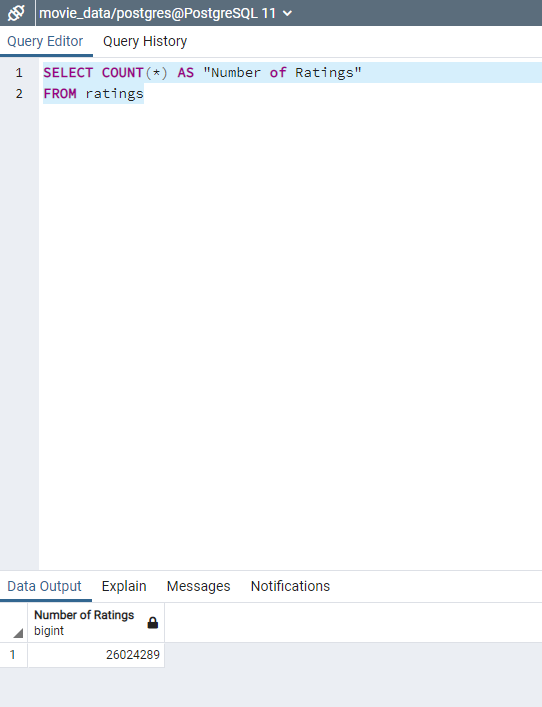 movie_data/postgres@PostgreSQL 11
Query Editor Query History
1 SELECT COUNT(*) AS "Number of Ratings"
2 FROM ratings
Data Output Explain Messages Notifications
Number of Ratings
bigint
1 26024289